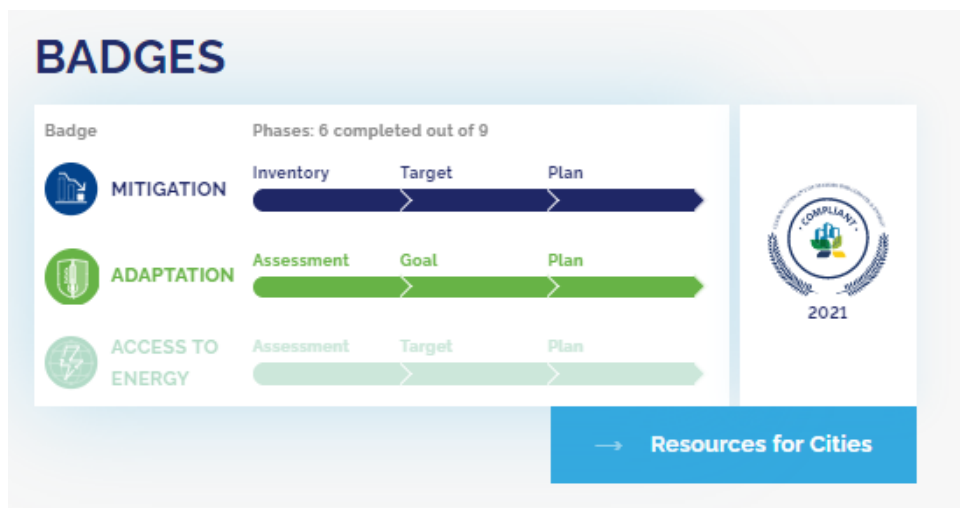 BADGES
Badge
Phases: 6 completed out of 9
MITIGATION
Inventory
Target
Plan
ADAPTATION
Assessment
Goal
Plan
ACCESS TO
ENERGY
Assessment
Target
Plan
COMPLIANT
2021
→ Resources for Cities